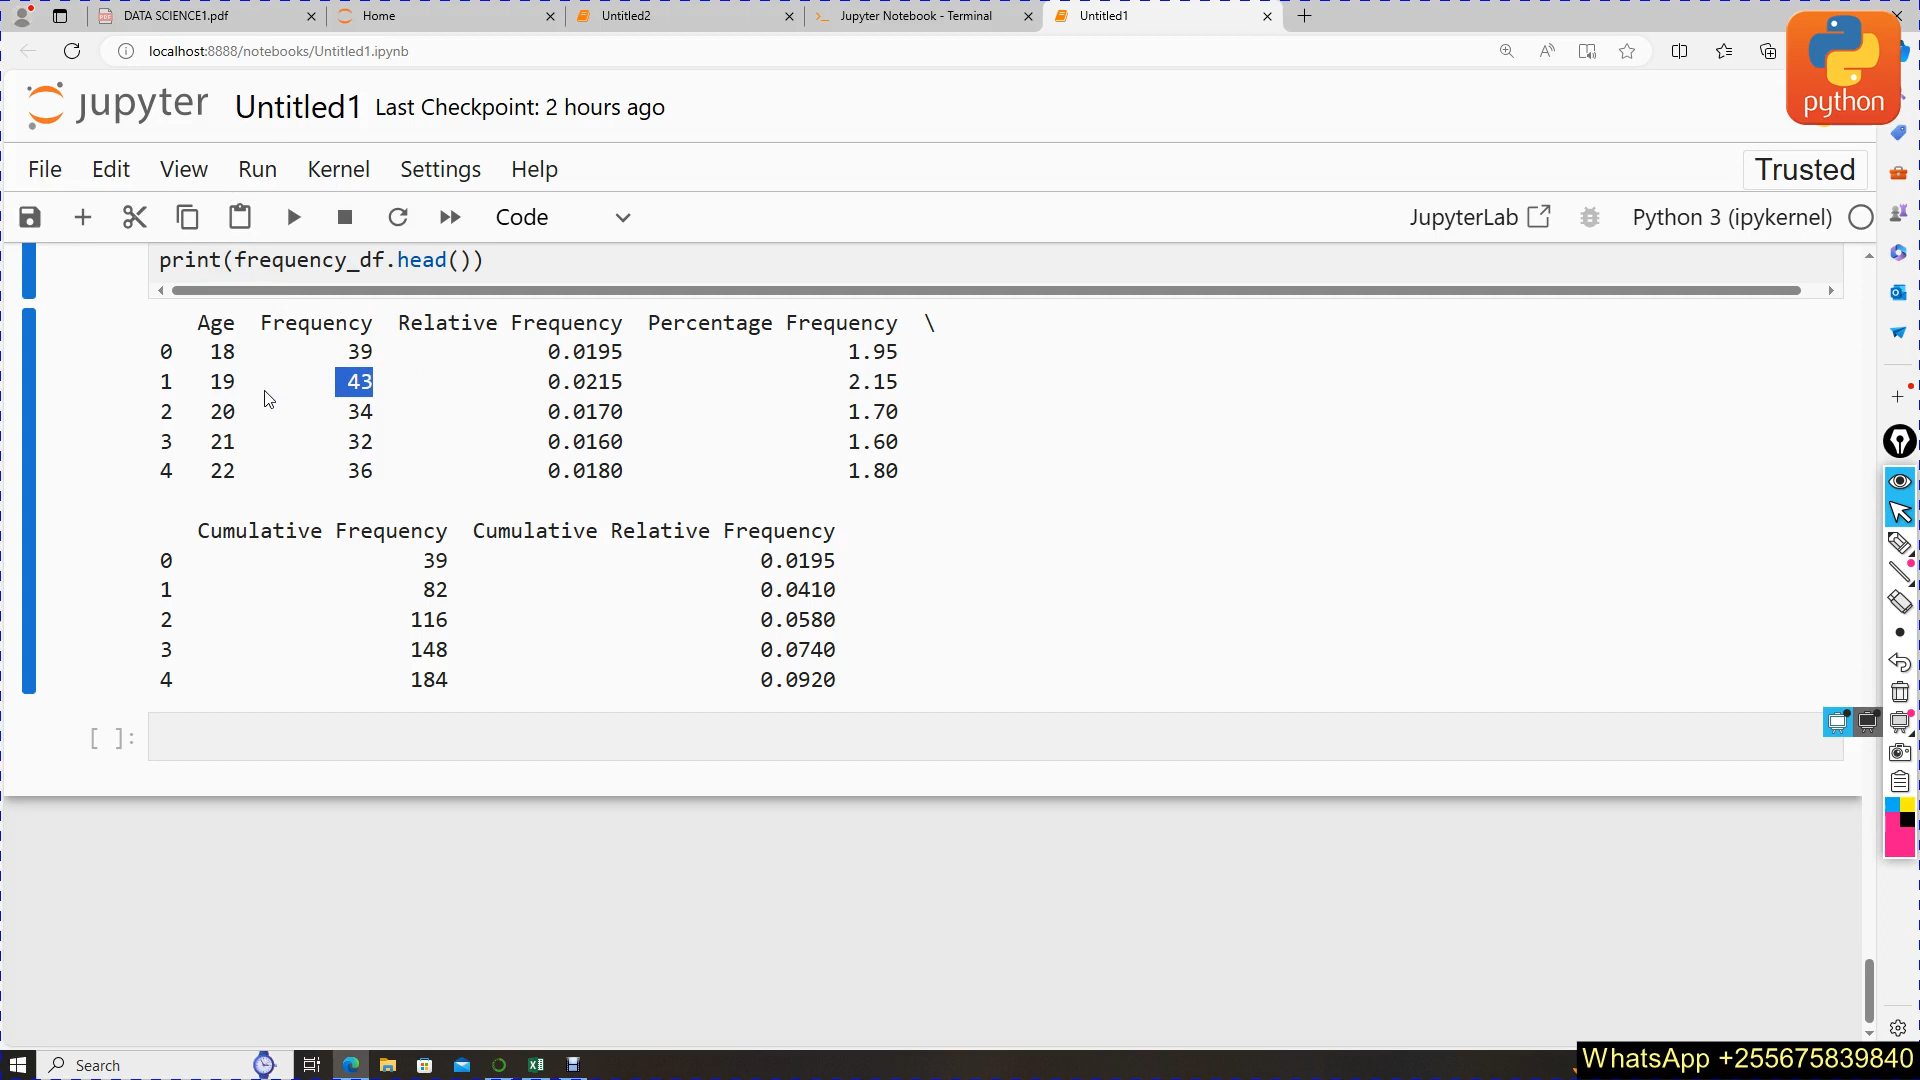 DATA SCIENCE1.pdf Home Untitled2 Jupyter Notebook - Terminal Untitled1
localhost:8888/notebooks/Untitled1.ipynb
python
jupyter Untitled1 Last Checkpoint: 2 hours ago
File Edit View Run Kernel Settings Help Trusted
Code JupyterLab Python 3 (ipykernel)
print(frequency_df.head())
Age Frequency Relative Frequency Percentage Frequency \
0 18 39 0.0195 1.95
1 19 43 0.0215 2.15
2 20 34 0.0170 1.70
3 21 32 0.0160 1.60
4 22 36 0.0180 1.80
Cumulative Frequency Cumulative Relative Frequency
0 39 0.0195
1 82 0.0410
2 116 0.0580
3 148 0.0740
4 184 0.0920
[ ]:
Search
WhatsApp +255675839840